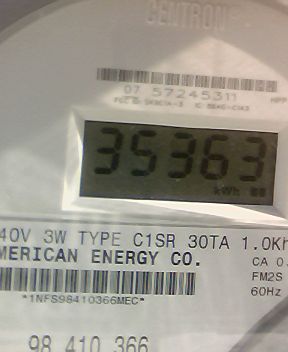 CENTRON
07 57245311
35363
kWh
40V 3W TYPE C1SR 30TA 1.0Kh
MERICAN ENERGY CO.
CA 0.
FM2S
*1NFS98410366MEC*
60Hz
98 410 366